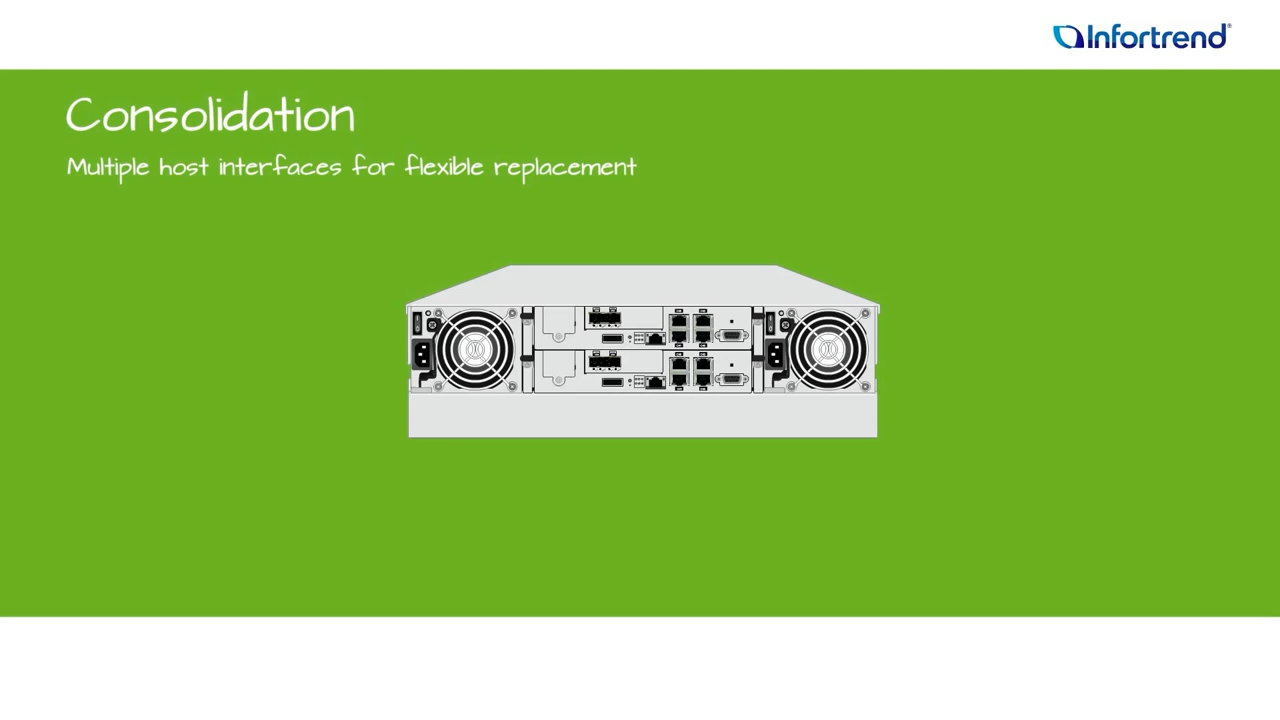 Infortrend®
Consolidation
Multiple host interfaces for flexible replacement